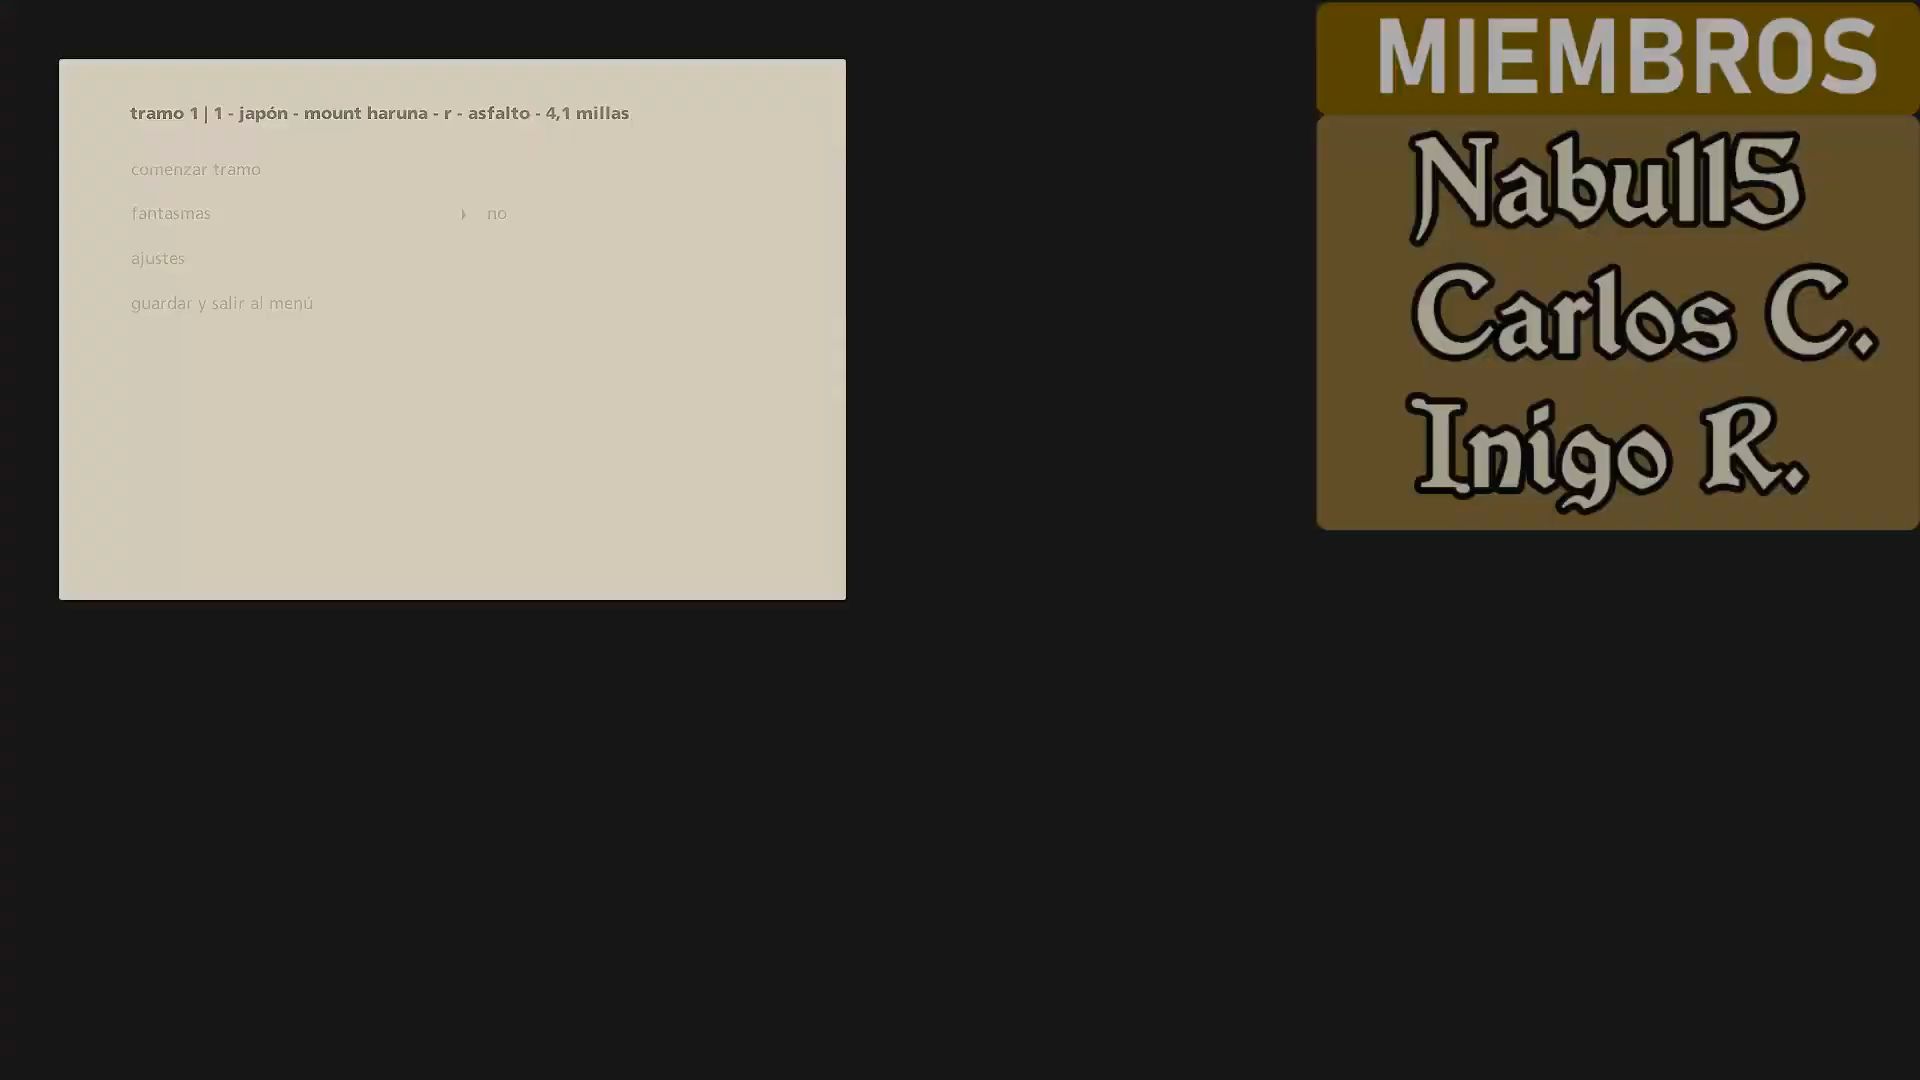 tramo 1 | 1 - japón - mount haruna - r - asfalto - 4,1 millas
comenzar tramo
fantasmas no
ajustes
guardar y salir al menú
MIEMBROS
Nabu115
Carlos C.
Inigo R.